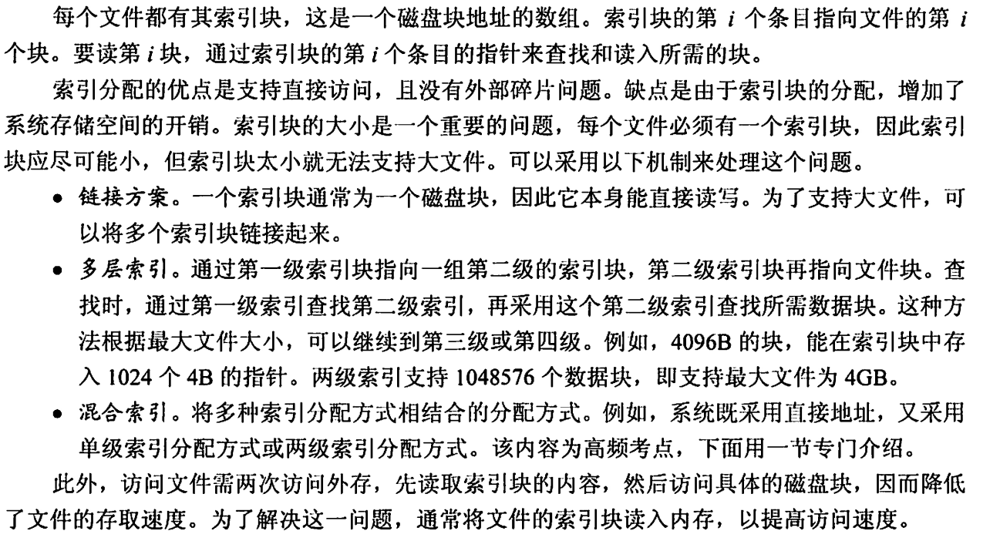 每个文件都有其索引块，这是一个磁盘块地址的数组。索引块的第 i 个条目指向文件的第 i
个块。要读第 i 块，通过索引块的第 i 个条目的指针来查找和读入所需的块。
索引分配的优点是支持直接访问，且没有外部碎片问题。缺点是由于索引块的分配，增加了
系统存储空间的开销。索引块的大小是一个重要的问题，每个文件必须有一个索引块，因此索引
块应尽可能小，但索引块太小就无法支持大文件。可以采用以下机制来处理这个问题。
● 链接方案。一个索引块通常为一个磁盘块，因此它本身能直接读写。为了支持大文件，可
以将多个索引块链接起来。
● 多层索引。通过第一级索引块指向一组第二级的索引块，第二级索引块再指向文件块。查
找时，通过第一级索引查找第二级索引，再采用这个第二级索引查找所需数据块。这种方
法根据最大文件大小，可以继续到第三级或第四级。例如，4096B 的块，能在索引块中存
入 1024 个 4B 的指针。两级索引支持 1048576 个数据块，即支持最大文件为 4GB。
● 混合索引。将多种索引分配方式相结合的分配方式。例如，系统既采用直接地址，又采用
单级索引分配方式或两级索引分配方式。该内容为高频考点，下面用一节专门介绍。
此外，访问文件需两次访问外存，先读取索引块的内容，然后访问具体的磁盘块，因而降低
了文件的存取速度。为了解决这一问题，通常将文件的索引块读入内存，以提高访问速度。